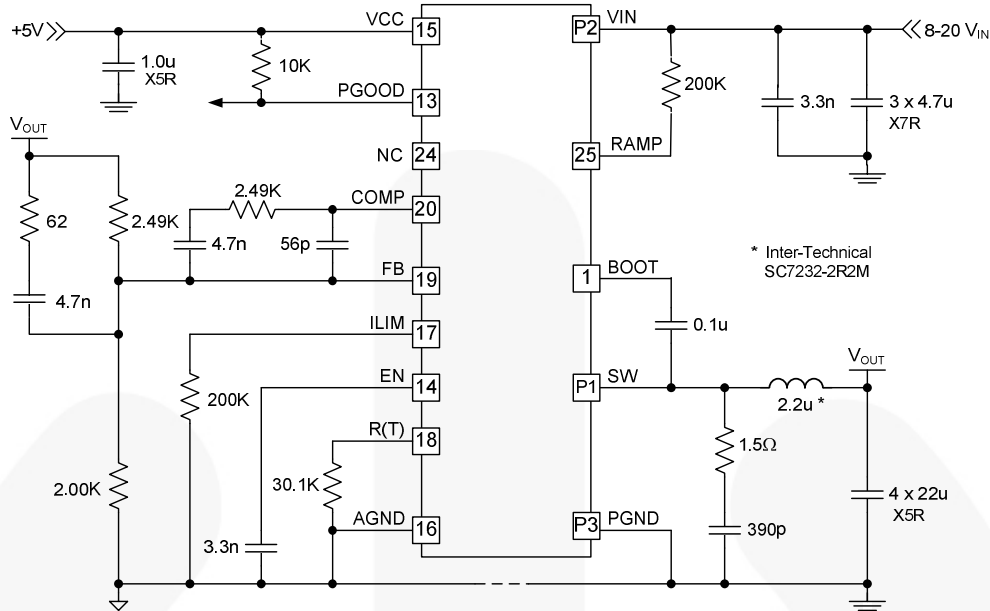 +5V
1.0u
X5R
10K
VCC
15
PGOOD
13
NC
24
COMP
20
FB
19
ILIM
17
EN
14
R(T)
18
AGND
16
VOUT
62
2.49K
4.7n
2.49K
4.7n
56p
200K
30.1K
2.00K
3.3n
P2
VIN
8-20 VIN
200K
3.3n
3 x 4.7u
X7R
25
RAMP
* Inter-Technical
SC7232-2R2M
1
BOOT
0.1u
P1
SW
2.2u *
VOUT
1.5Ω
390p
4 x 22u
X5R
P3
PGND